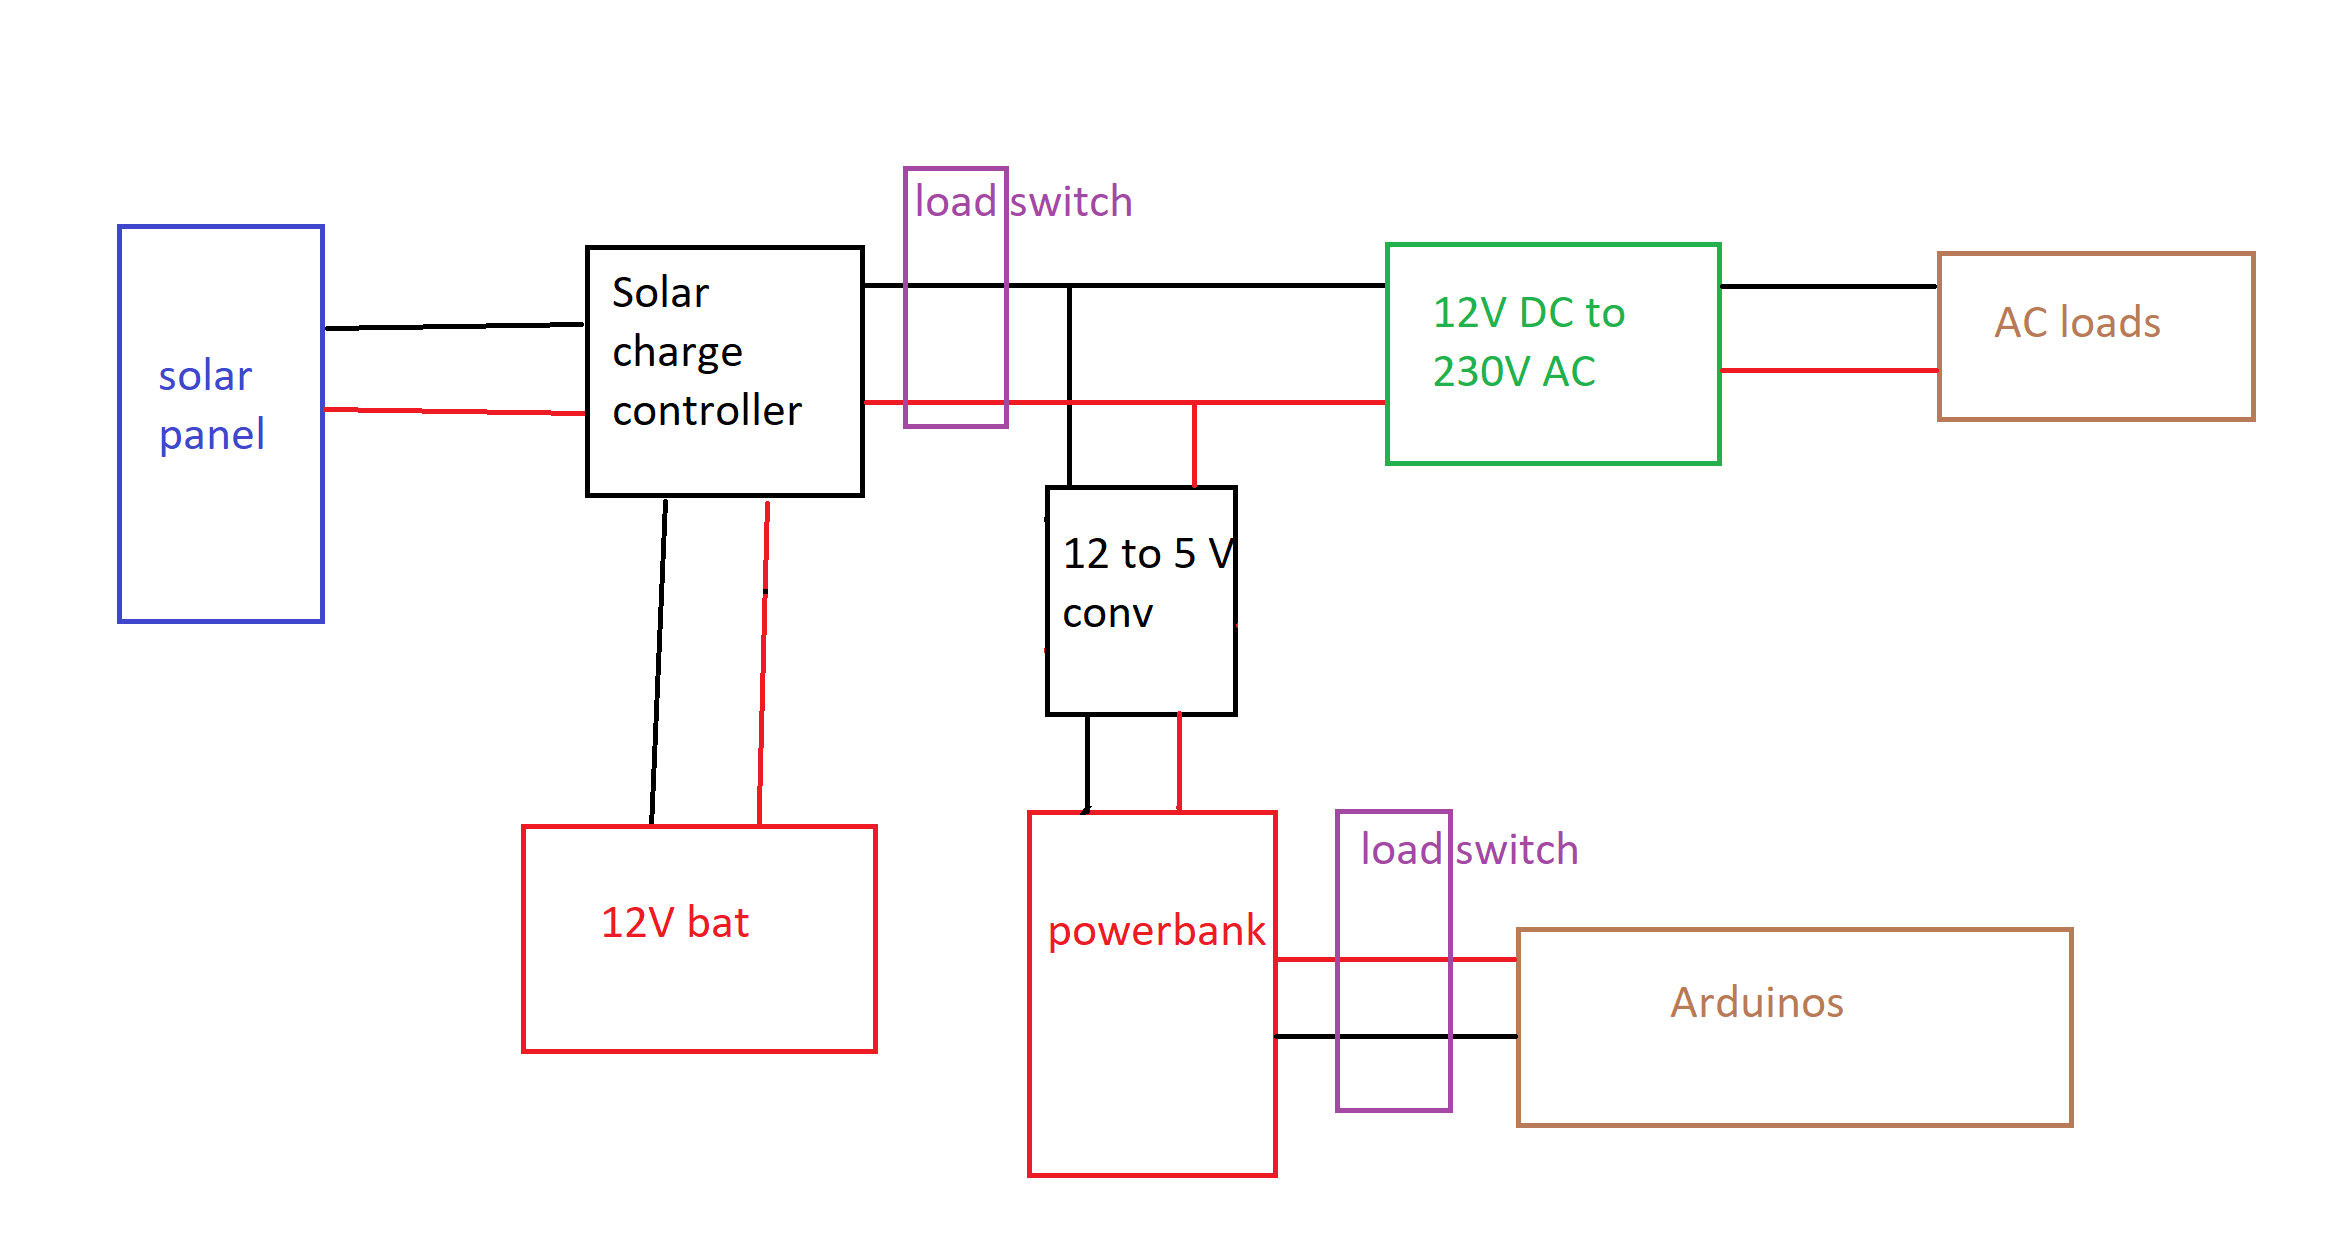 load switch
solar
panel
Solar
charge
controller
12V DC to
230V AC
AC loads
12 to 5 V
conv
12V bat
powerbank
load switch
Arduinos